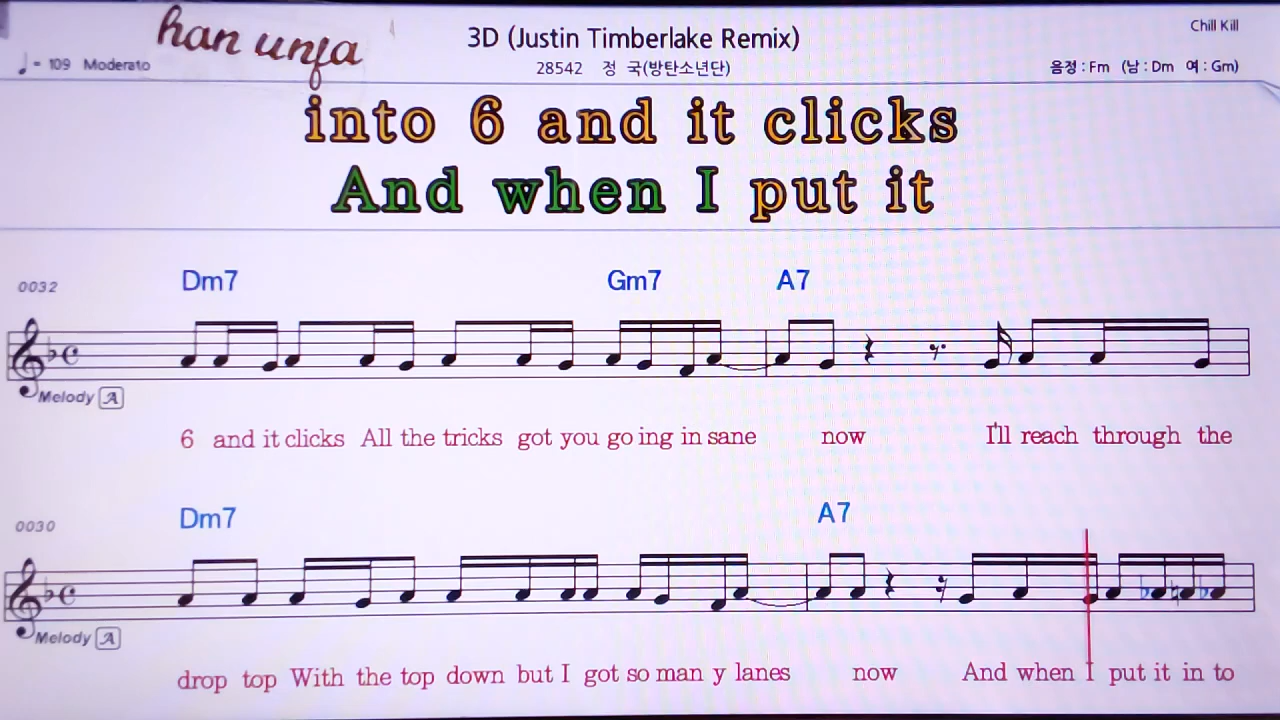 han unja
3D (Justin Timberlake Remix)
Chill Kill
♩= 109 Moderato
28542 정 국(방탄소년단)
음정 : Fm (남 : Dm 여 : Gm)
into 6 and it clicks
And when I put it
0032
Dm7 Gm7 A7
Melody A
6 and it clicks All the tricks got you go ing in sane now I'll reach through the
0030
Dm7 A7
Melody A
drop top With the top down but I got so man y lanes now And when I put it in to